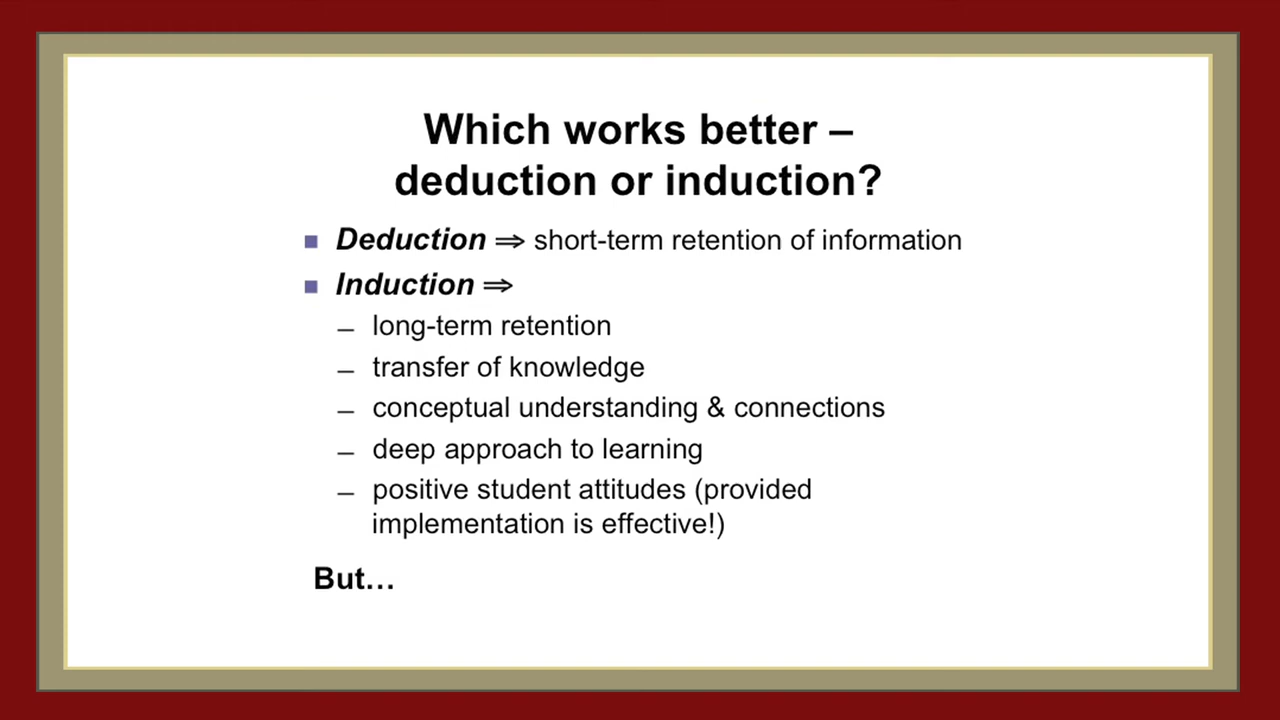 Which works better –
deduction or induction?
■ Deduction ⇒ short-term retention of information
■ Induction ⇒
– long-term retention
– transfer of knowledge
– conceptual understanding & connections
– deep approach to learning
– positive student attitudes (provided
implementation is effective!)
But…